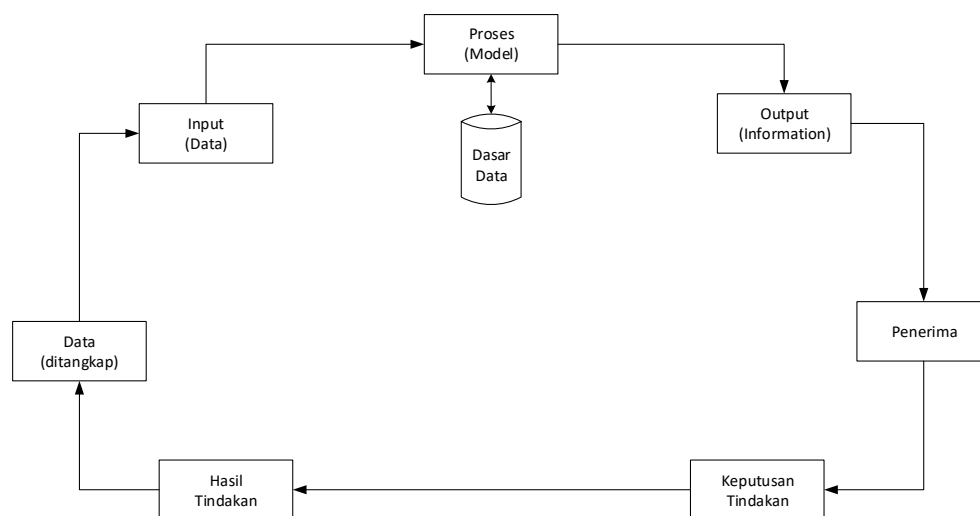 Proses
(Model)
Input
(Data)
Output
(Information)
Dasar
Data
Data
(ditangkap)
Penerima
Hasil
Tindakan
Keputusan
Tindakan